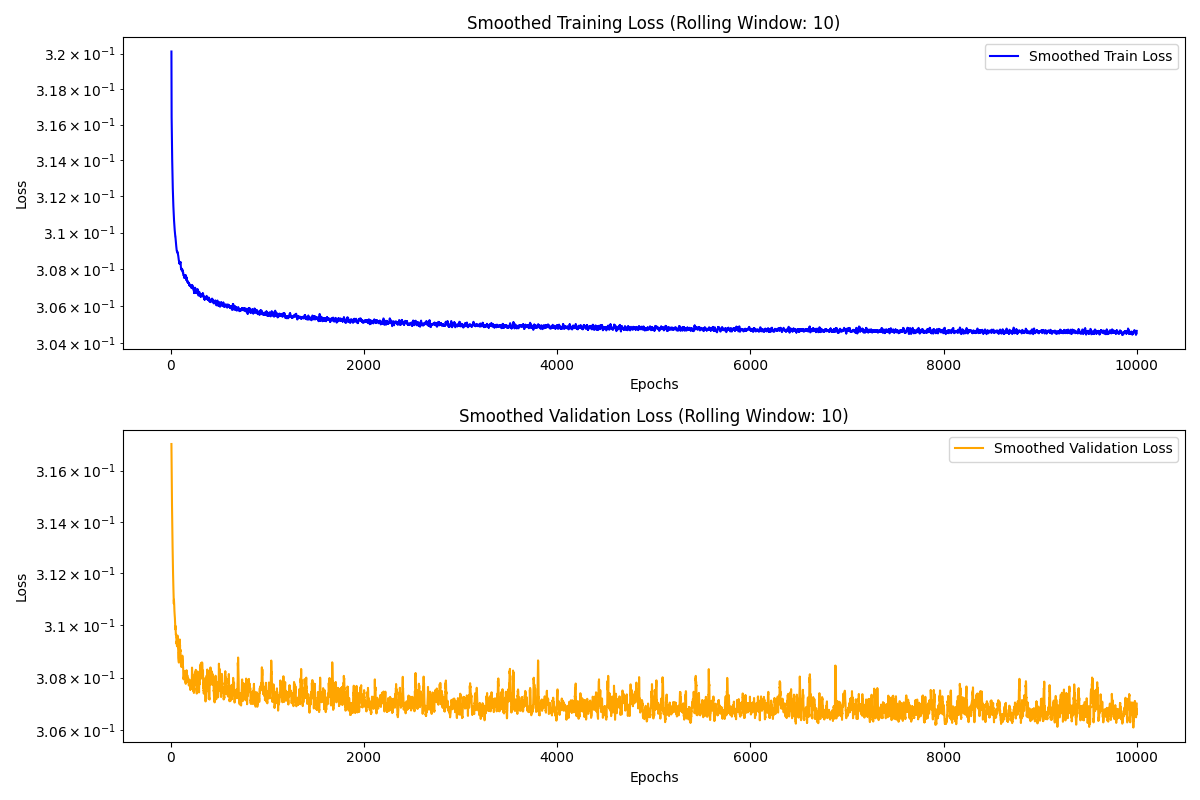 Smoothed Training Loss (Rolling Window: 10)
Smoothed Train Loss
3.2 × 10⁻¹
3.18 × 10⁻¹
3.16 × 10⁻¹
3.14 × 10⁻¹
3.12 × 10⁻¹
3.1 × 10⁻¹
3.08 × 10⁻¹
3.06 × 10⁻¹
3.04 × 10⁻¹
Loss
0 2000 4000 6000 8000 10000
Epochs
Smoothed Validation Loss (Rolling Window: 10)
Smoothed Validation Loss
3.16 × 10⁻¹
3.14 × 10⁻¹
3.12 × 10⁻¹
3.1 × 10⁻¹
3.08 × 10⁻¹
3.06 × 10⁻¹
Loss
0 2000 4000 6000 8000 10000
Epochs